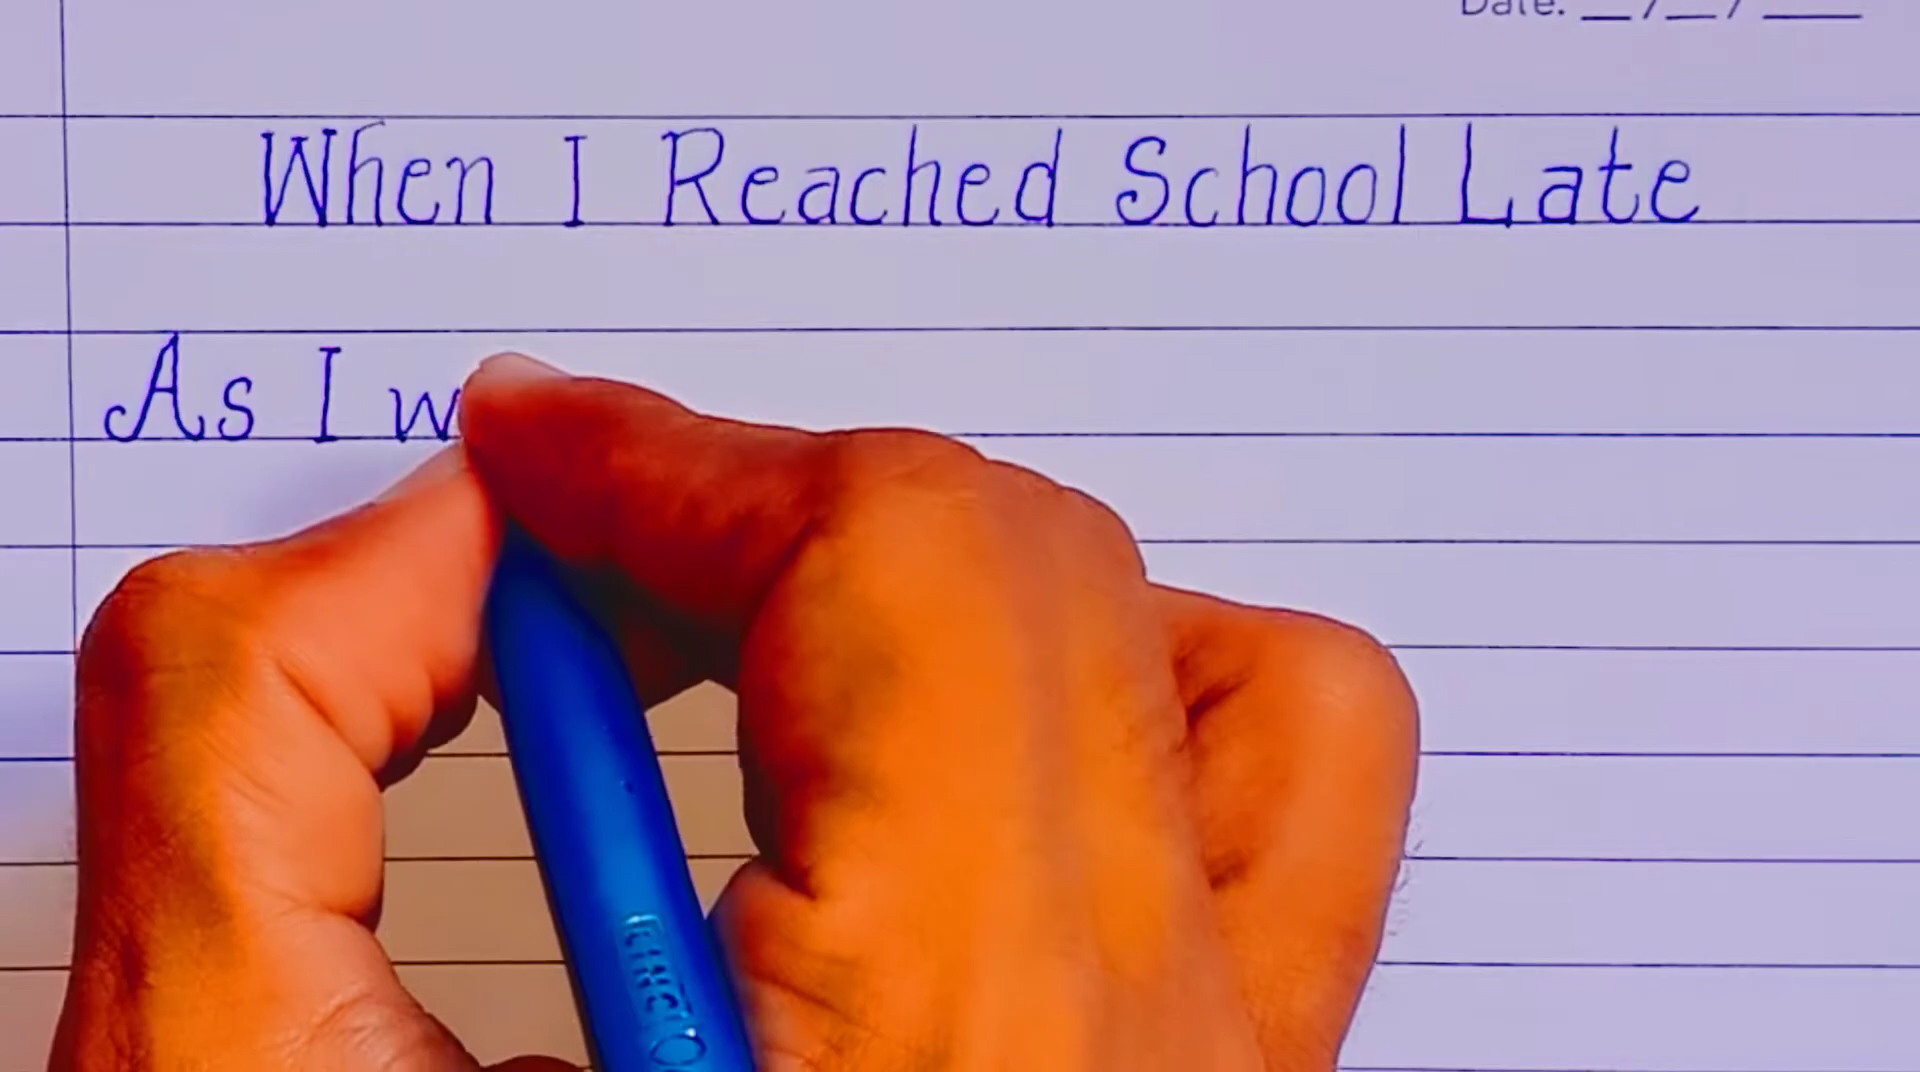 Date: __/__/____
When I Reached School Late
As I w